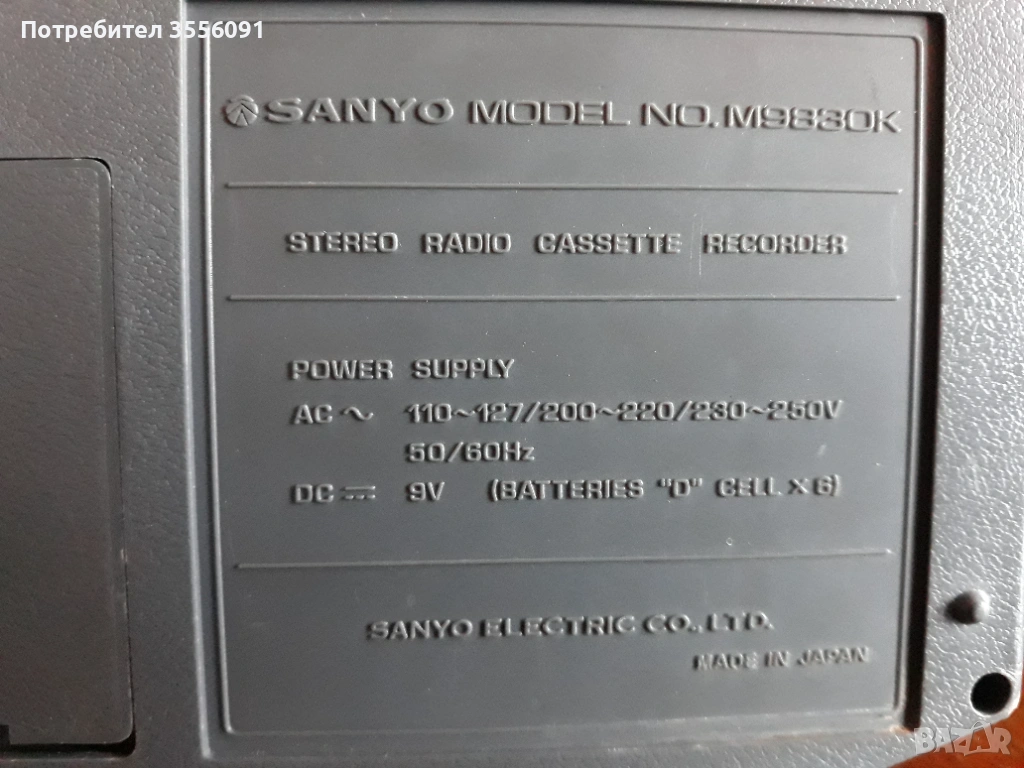 Потребител 3556091
SANYO MODEL NO. M9830K
STEREO RADIO CASSETTE RECORDER
POWER SUPPLY
AC ~ 110~127/200~220/230~250V
50/60Hz
DC ⎓ 9V (BATTERIES "D" CELL X 6)
SANYO ELECTRIC CO., LTD.
MADE IN JAPAN
BAZAR